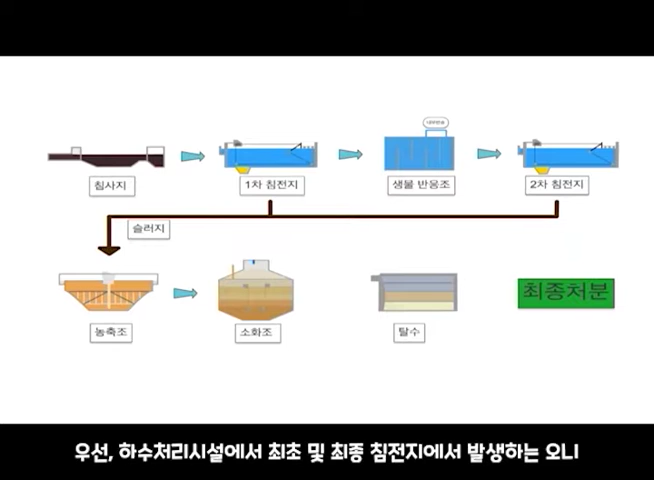 침사지
1차 침전지
생물 반응조
2차 침전지
슬러지
농축조
소화조
탈수
최종처분
우선, 하수처리시설에서 최초 및 최종 침전지에서 발생하는 오니